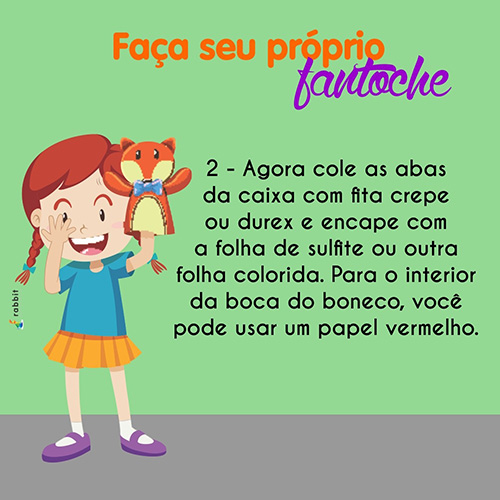 Faça seu próprio
fantoche
2 - Agora cole as abas
da caixa com fita crepe
ou durex e encape com
a folha de sulfite ou outra
folha colorida. Para o interior
da boca do boneco, você
pode usar um papel vermelho.
rabbit